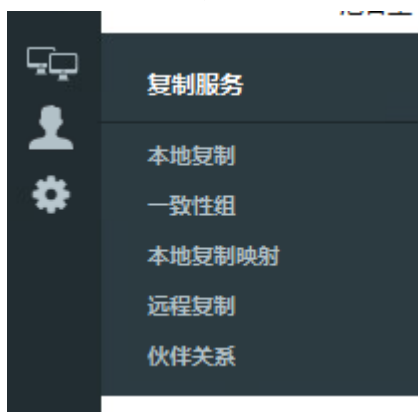 复制服务
本地复制
一致性组
本地复制映射
远程复制
伙伴关系